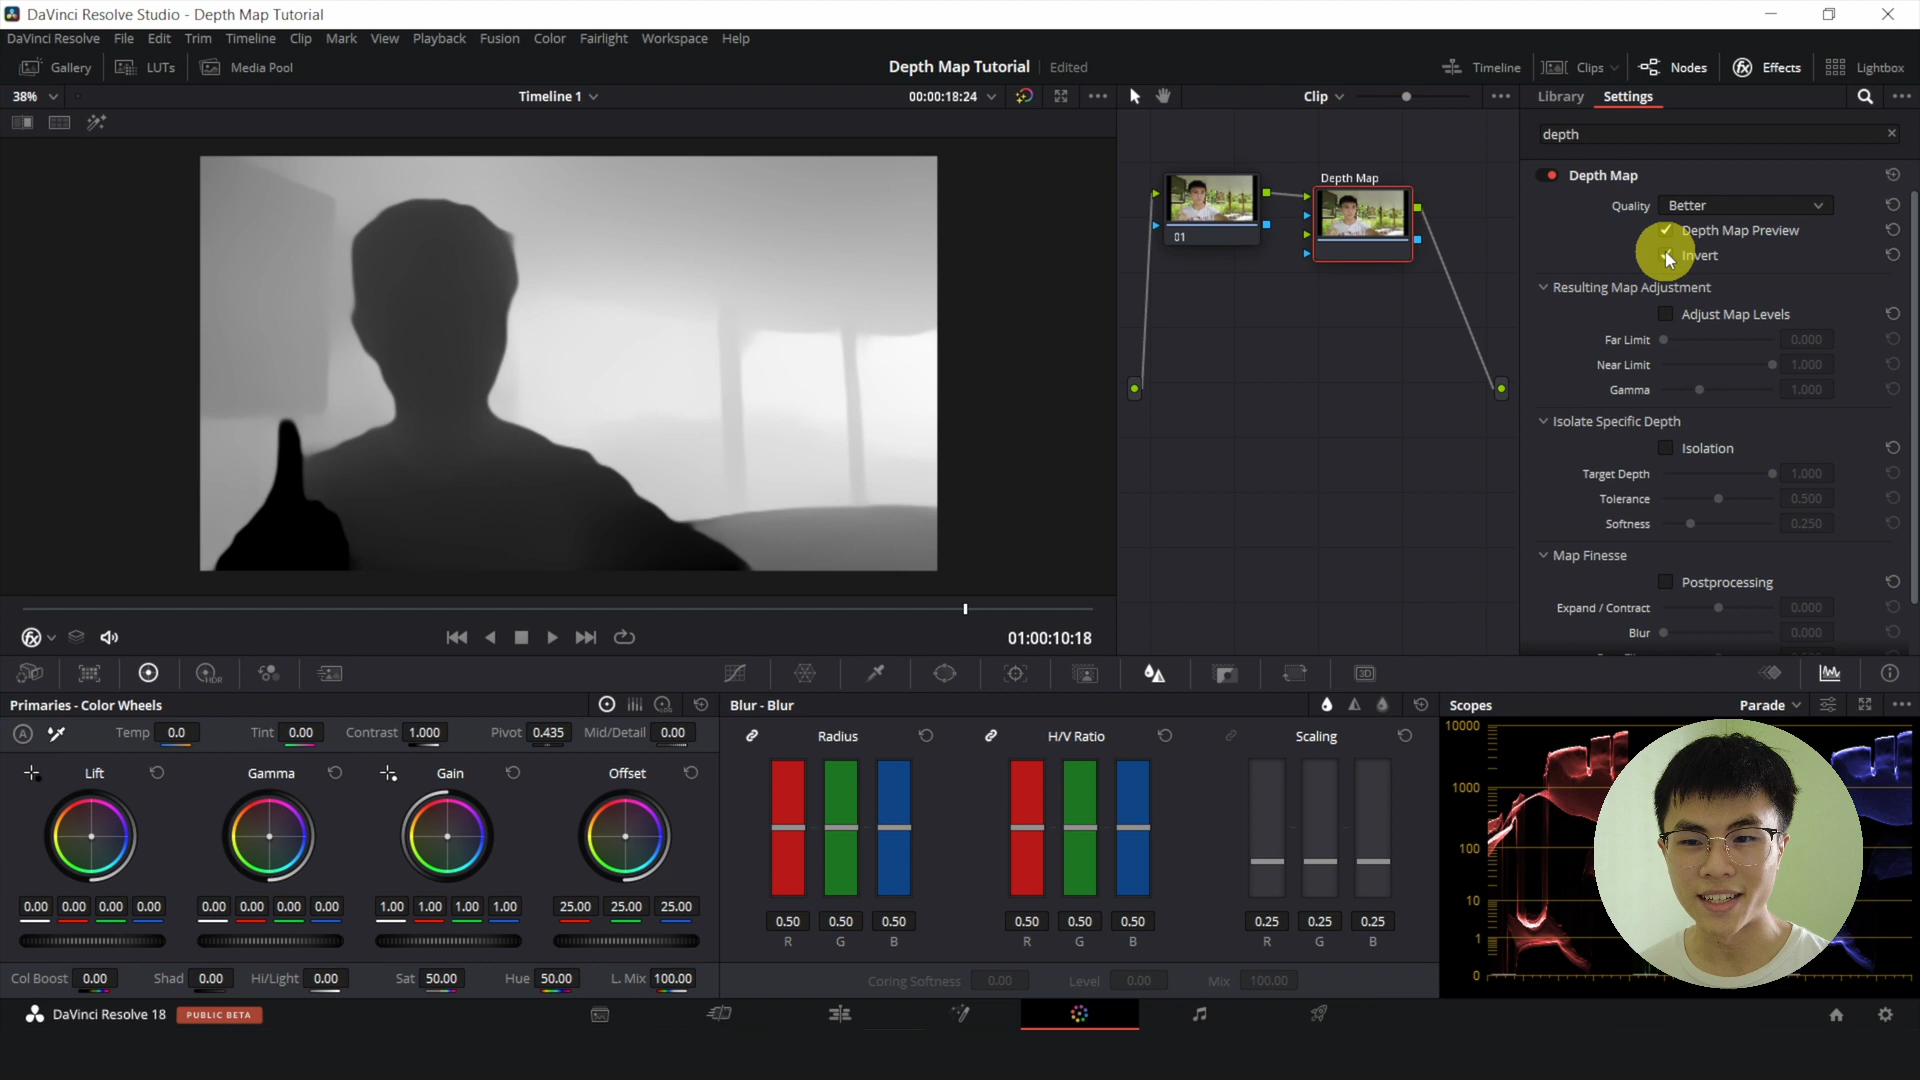 DaVinci Resolve Studio - Depth Map Tutorial
DaVinci Resolve File Edit Trim Timeline Clip Mark View Playback Fusion Color Fairlight Workspace Help
Gallery LUTs Media Pool Depth Map Tutorial Edited Timeline Clips Nodes Effects Lightbox
38% Timeline 1 00:00:18:24 Clip Library Settings
depth
Depth Map
Quality Better
Depth Map Preview
Invert
Resulting Map Adjustment
Adjust Map Levels
Far Limit 0.000
Near Limit 1.000
Gamma 1.000
Isolate Specific Depth
Isolation
Target Depth 1.000
Tolerance 0.500
Softness 0.250
Map Finesse
Postprocessing
Expand / Contract 0.000
Blur 0.000
Depth Map
01
01:00:10:18
HDR
3D
Primaries - Color Wheels
Temp 0.0 Tint 0.00 Contrast 1.000 Pivot 0.435 Mid/Detail 0.00
Lift Gamma Gain Offset
0.00 0.00 0.00 0.00 0.00 0.00 0.00 0.00 1.00 1.00 1.00 1.00 25.00 25.00 25.00
Col Boost 0.00 Shad 0.00 Hi/Light 0.00 Sat 50.00 Hue 50.00 L. Mix 100.00
Blur - Blur
Radius H/V Ratio Scaling
0.50 0.50 0.50 0.50 0.50 0.50 0.25 0.25 0.25
R G B R G B R G B
Coring Softness 0.00 Level 0.00 Mix 100.00
Scopes Parade
10000
1000
100
10
1
0
DaVinci Resolve 18 PUBLIC BETA